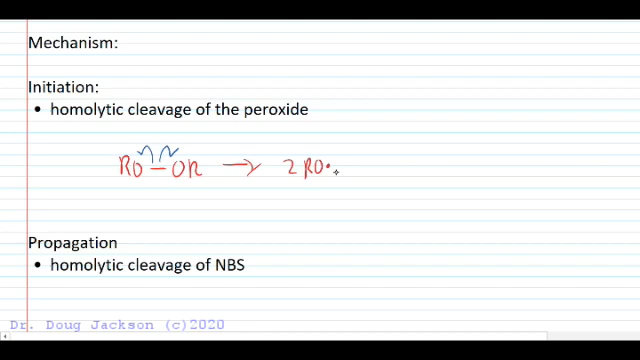 Mechanism:
Initiation:
• homolytic cleavage of the peroxide
RO — OR → 2 RO•
Propagation
• homolytic cleavage of NBS
Dr. Doug Jackson (c)2020